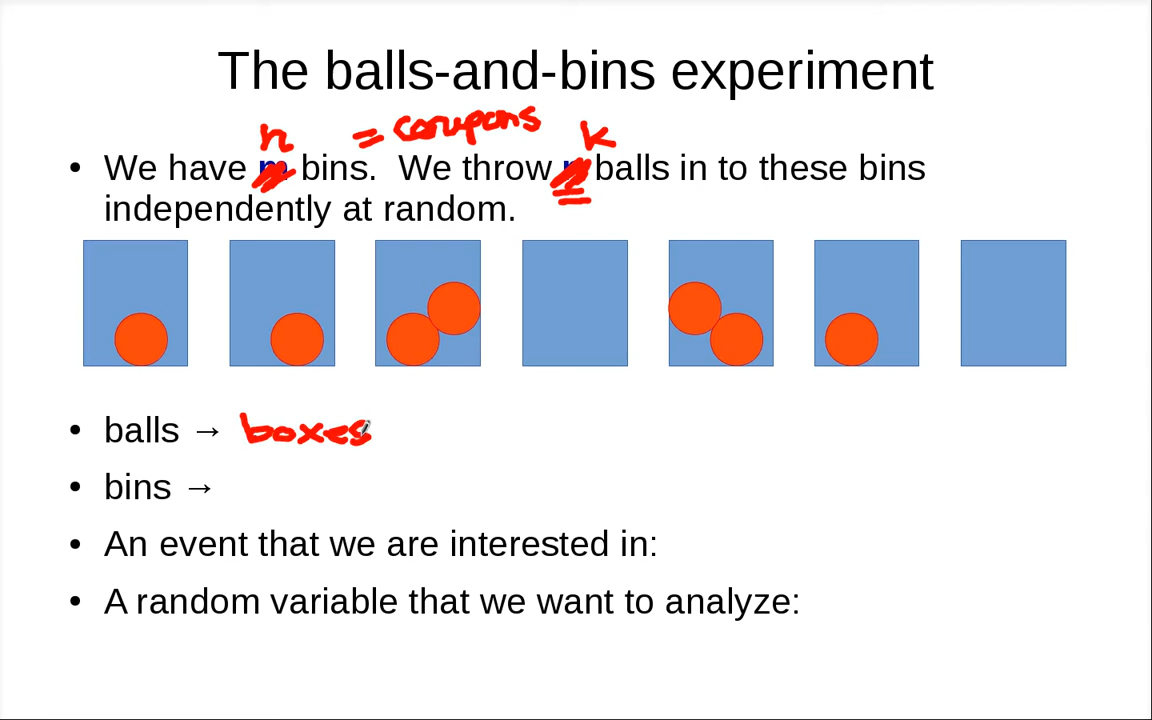 The balls-and-bins experiment
n = coupons k
• We have m bins. We throw balls in to these bins
independently at random.
• balls → boxes
• bins →
• An event that we are interested in:
• A random variable that we want to analyze: